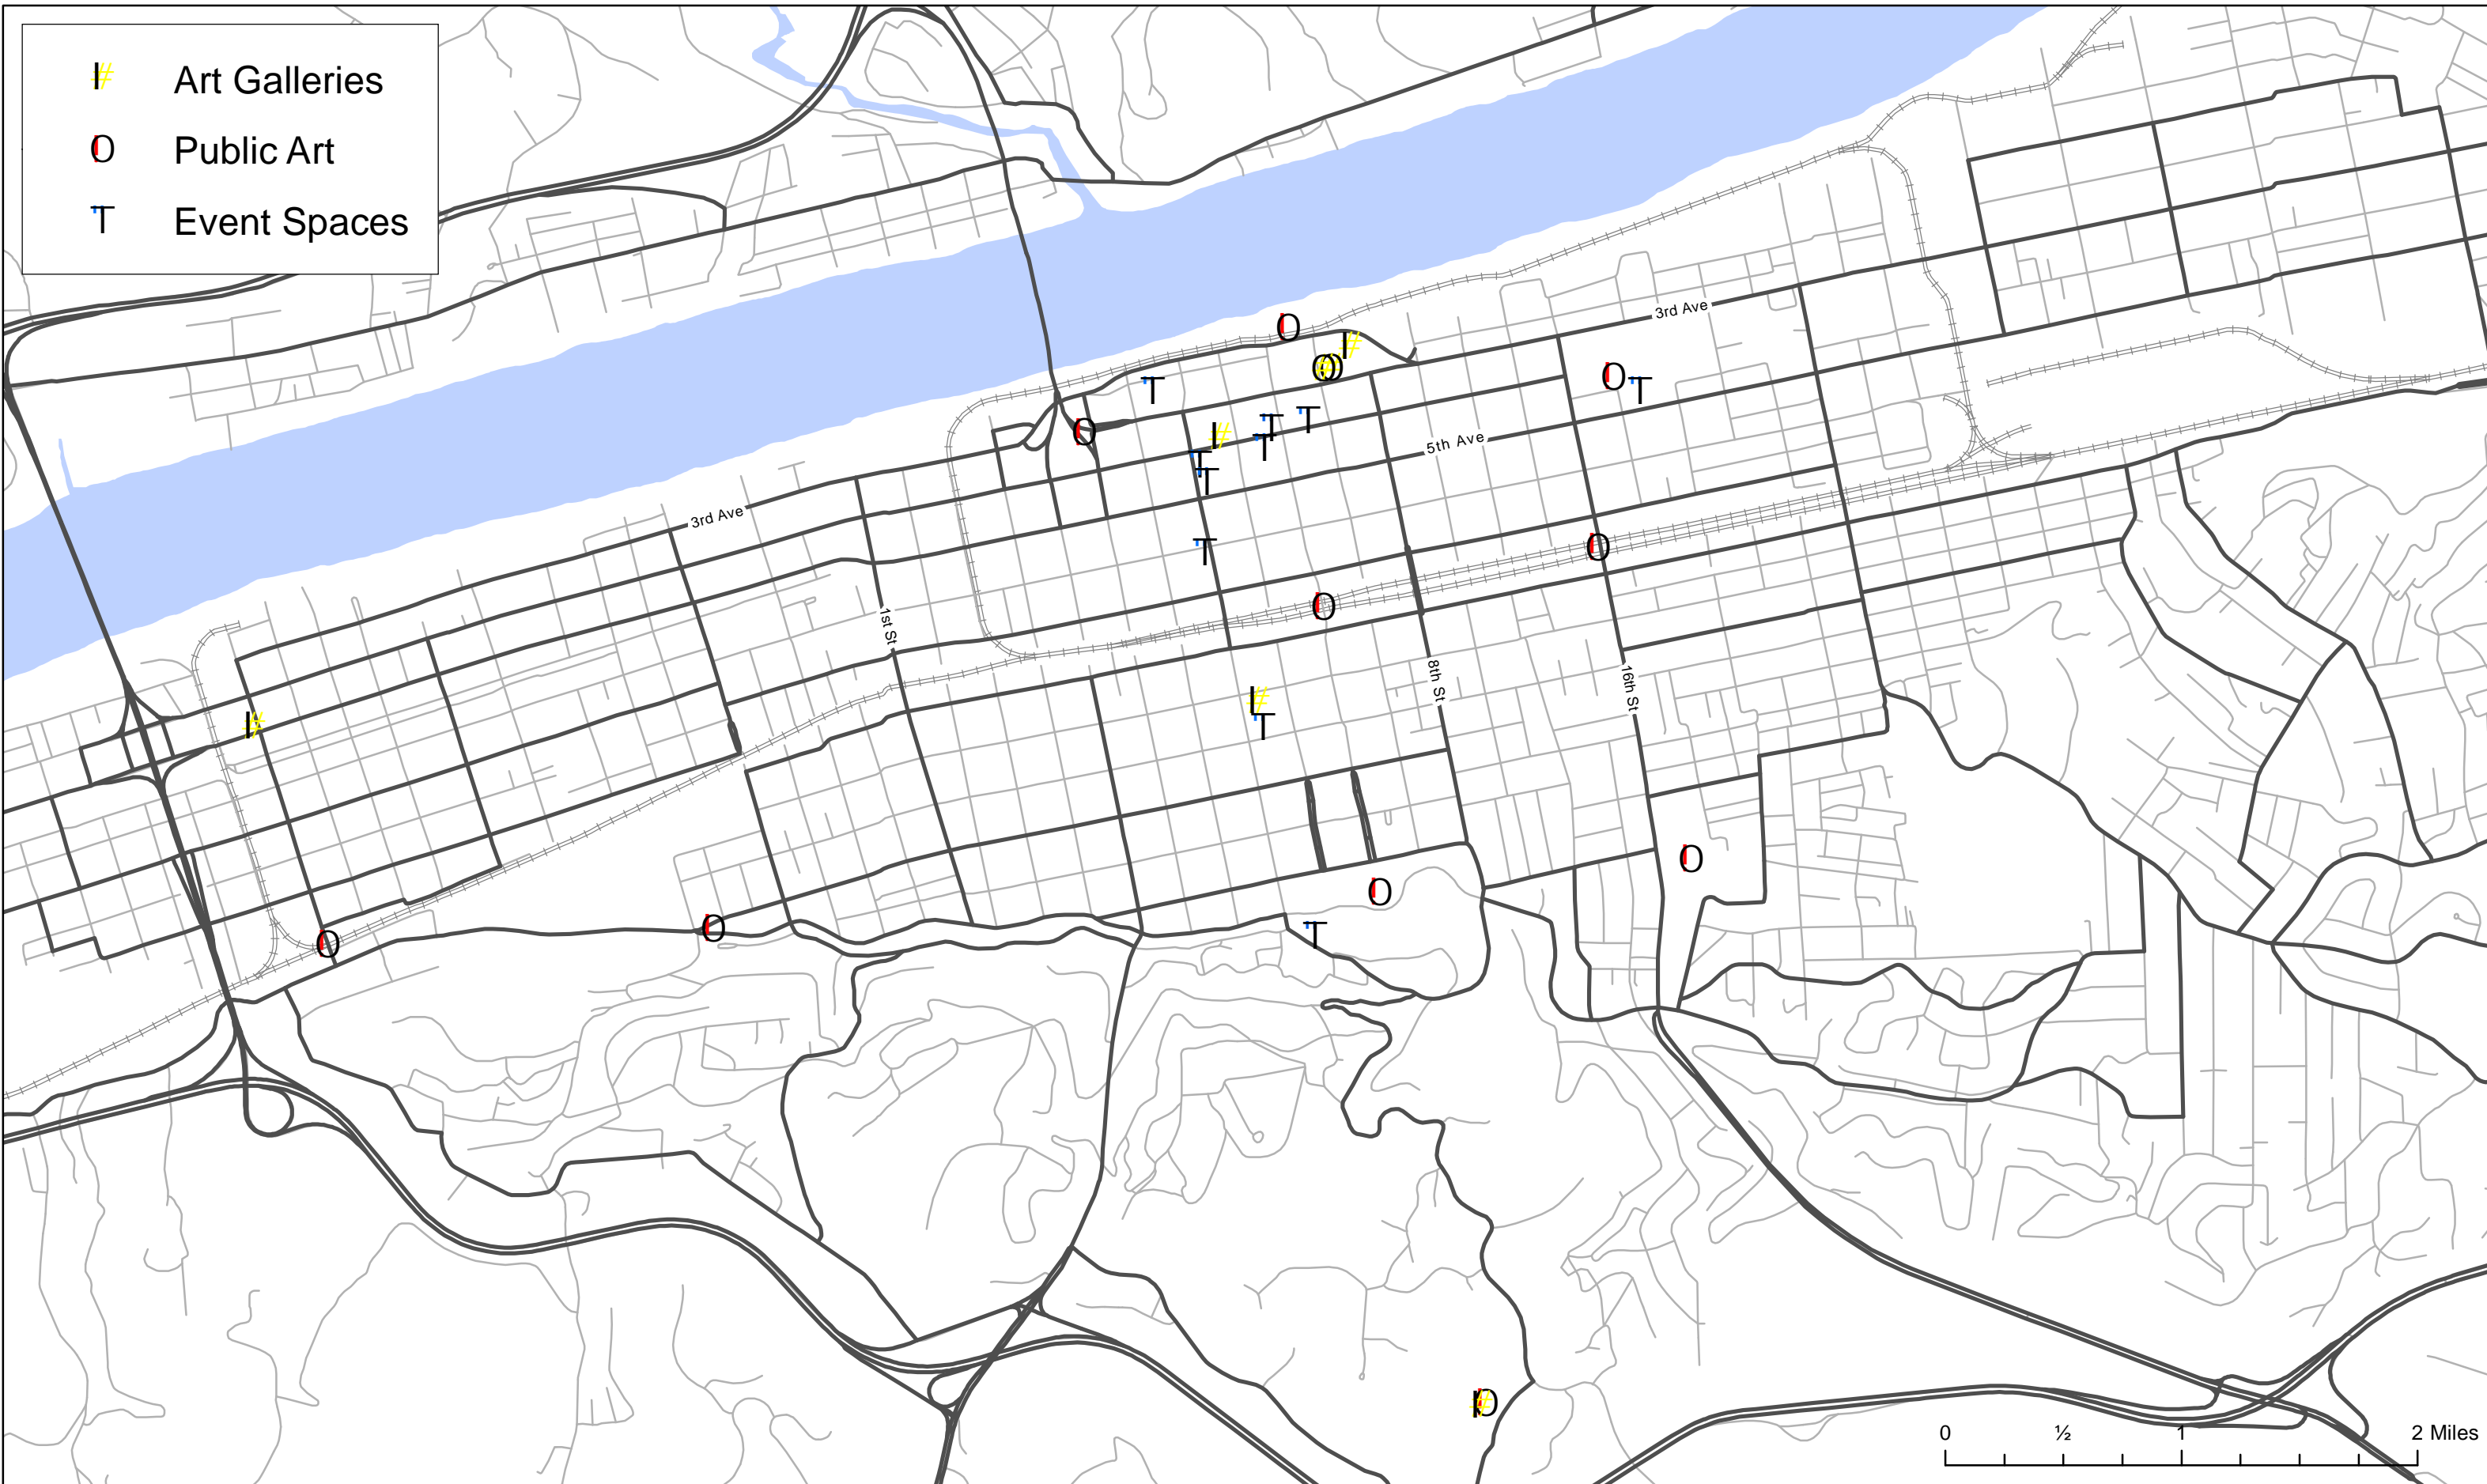 Art Galleries
Public Art
Event Spaces
3rd Ave
5th Ave
3rd Ave
1st St
8th St
16th St
0 ½ 1 2 Miles